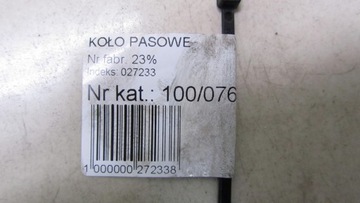 KOŁO PASOWE
Nr fabr. 23%
Indeks: 027233
Nr kat.: 100/076
1 000000 272338